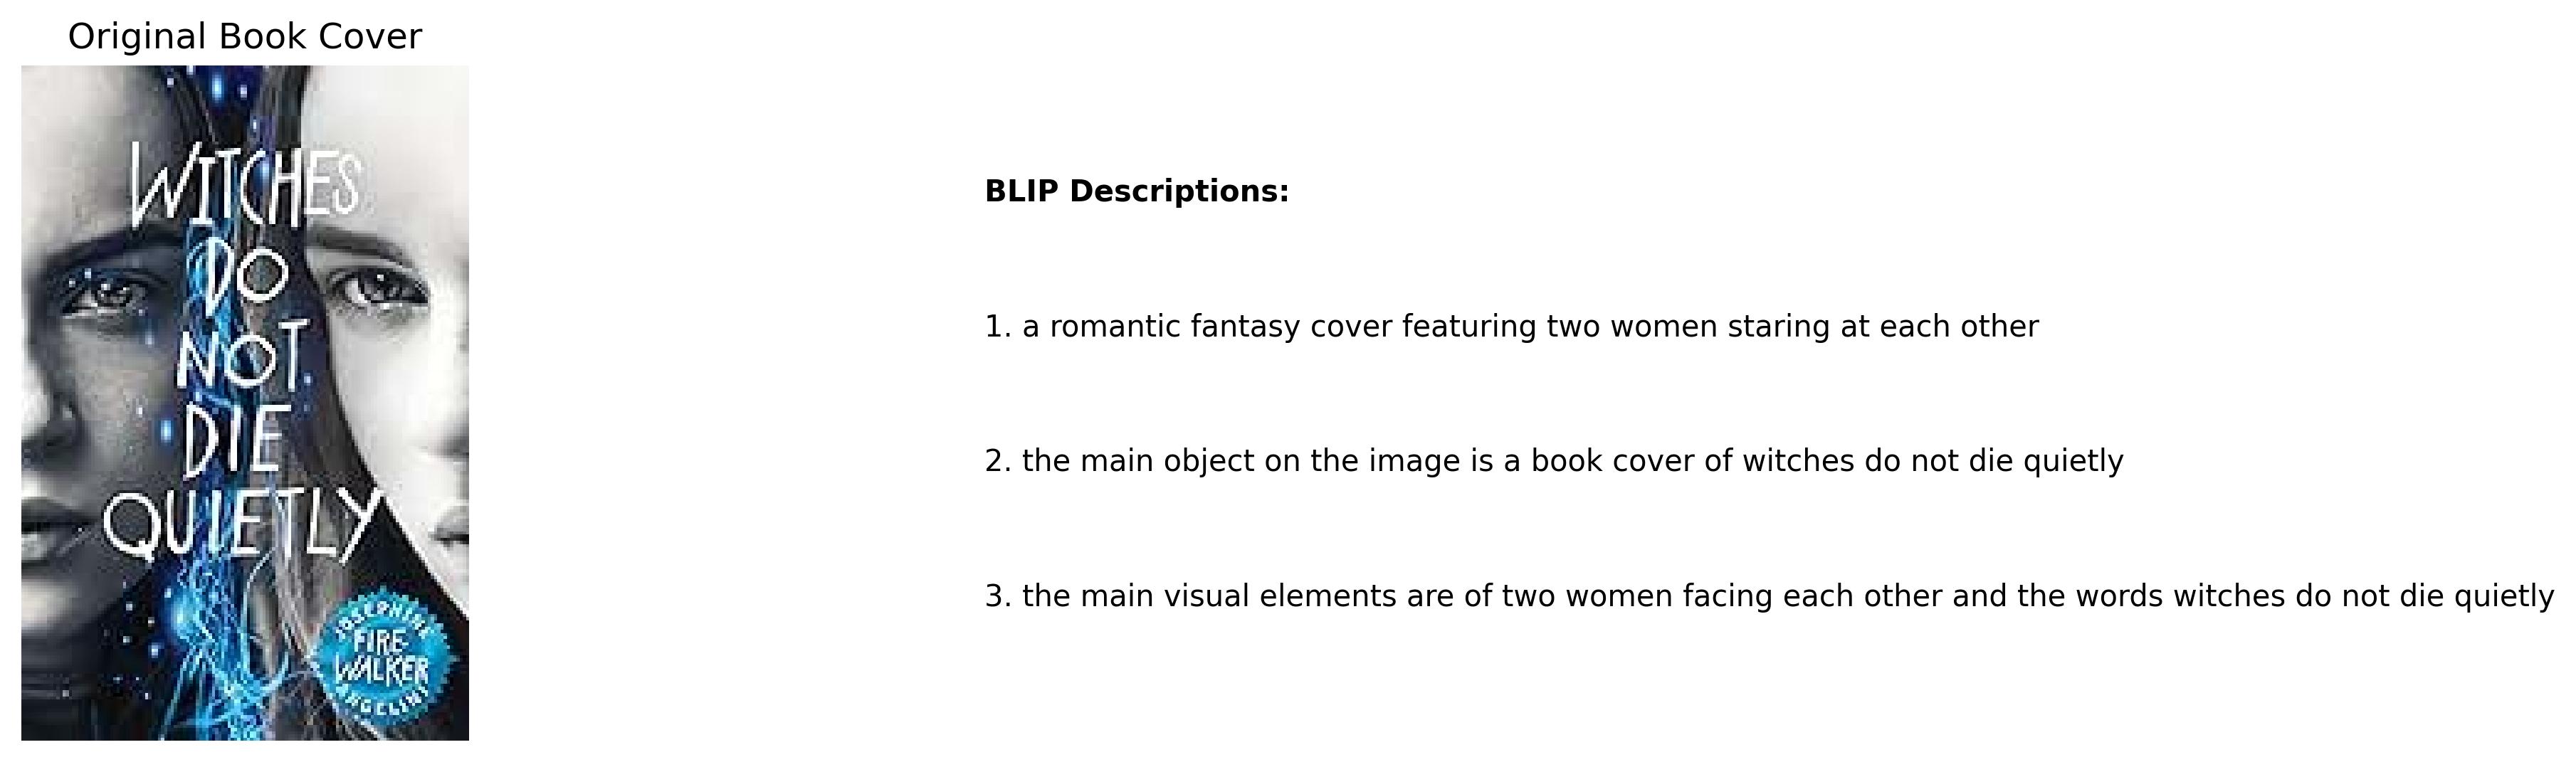 Original Book Cover
WITCHES
DO
NOT
DIE
QUIETLY
JOSEPHINE
FIRE-
WALKER
ANGELINI
BLIP Descriptions:
1. a romantic fantasy cover featuring two women staring at each other
2. the main object on the image is a book cover of witches do not die quietly
3. the main visual elements are of two women facing each other and the words witches do not die quietly